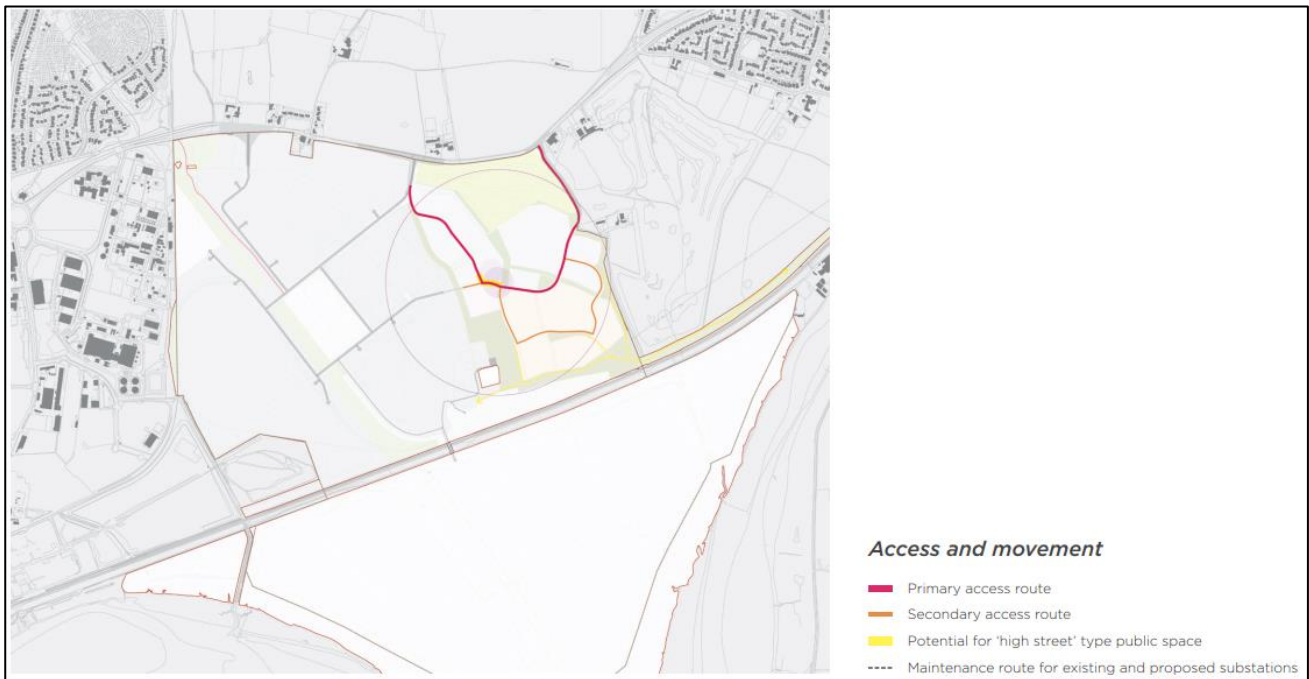 Access and movement
Primary access route
Secondary access route
Potential for 'high street' type public space
Maintenance route for existing and proposed substations